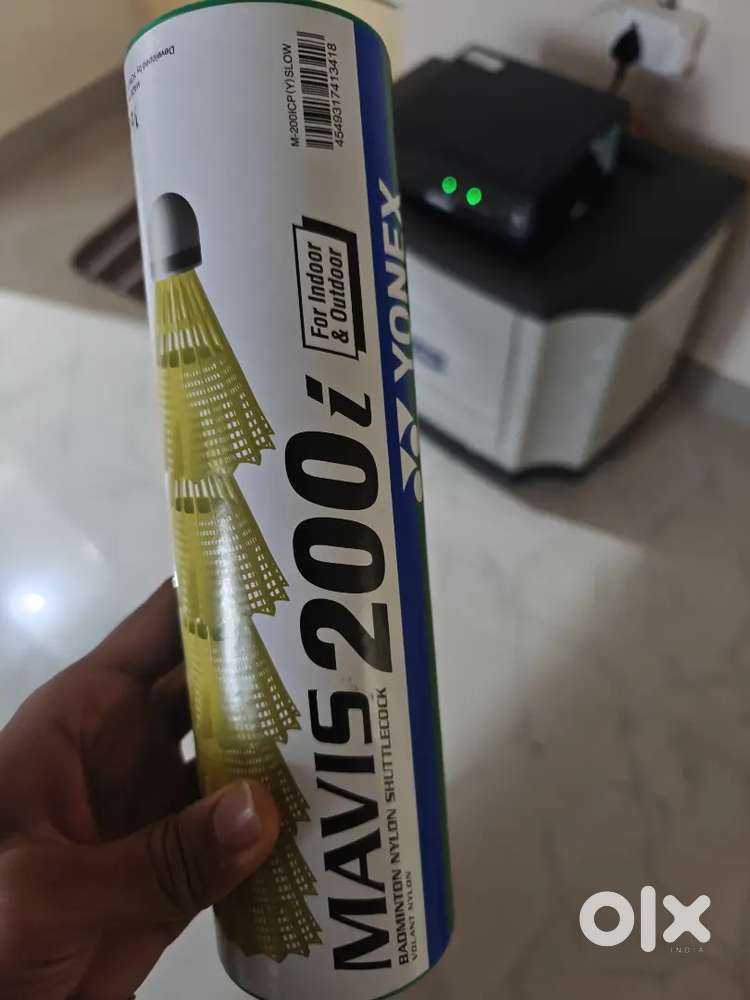 M-200ICP(Y)SLOW
4549317413418
For Indoor
& Outdoor
YONEX
MAVIS 200i
BADMINTON NYLON SHUTTLECOCK
VOLANT NYLON
olx
INDIA